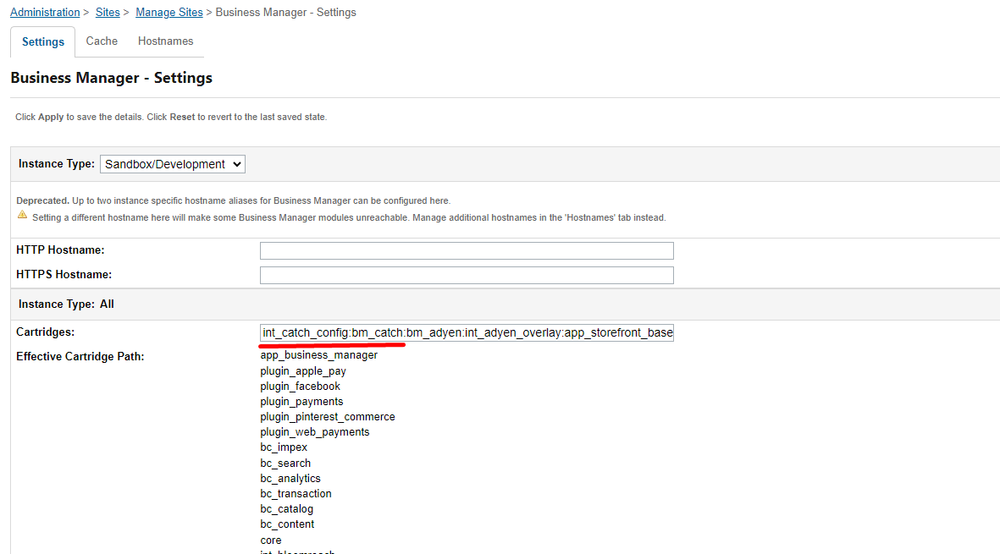 Administration > Sites > Manage Sites > Business Manager - Settings
Settings Cache Hostnames
Business Manager - Settings
Click Apply to save the details. Click Reset to revert to the last saved state.
Instance Type: Sandbox/Development
Deprecated. Up to two instance specific hostname aliases for Business Manager can be configured here.
Setting a different hostname here will make some Business Manager modules unreachable. Manage additional hostnames in the 'Hostnames' tab instead.
HTTP Hostname:
HTTPS Hostname:
Instance Type: All
Cartridges: int_catch_config:bm_catch:bm_adyen:int_adyen_overlay:app_storefront_base
Effective Cartridge Path: app_business_manager
plugin_apple_pay
plugin_facebook
plugin_payments
plugin_pinterest_commerce
plugin_web_payments
bc_impex
bc_search
bc_analytics
bc_transaction
bc_catalog
bc_content
core